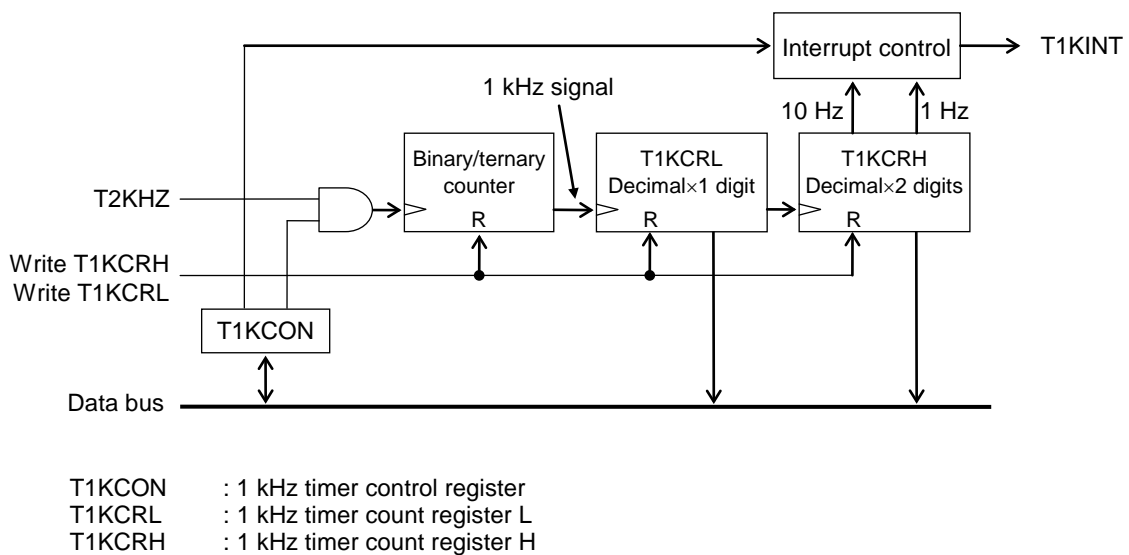 Interrupt control
T1KINT
1 kHz signal
10 Hz
1 Hz
Binary/ternary
counter
R
T1KCRL
Decimal×1 digit
R
T1KCRH
Decimal×2 digits
R
T2KHZ
Write T1KCRH
Write T1KCRL
T1KCON
Data bus
T1KCON : 1 kHz timer control register
T1KCRL : 1 kHz timer count register L
T1KCRH : 1 kHz timer count register H